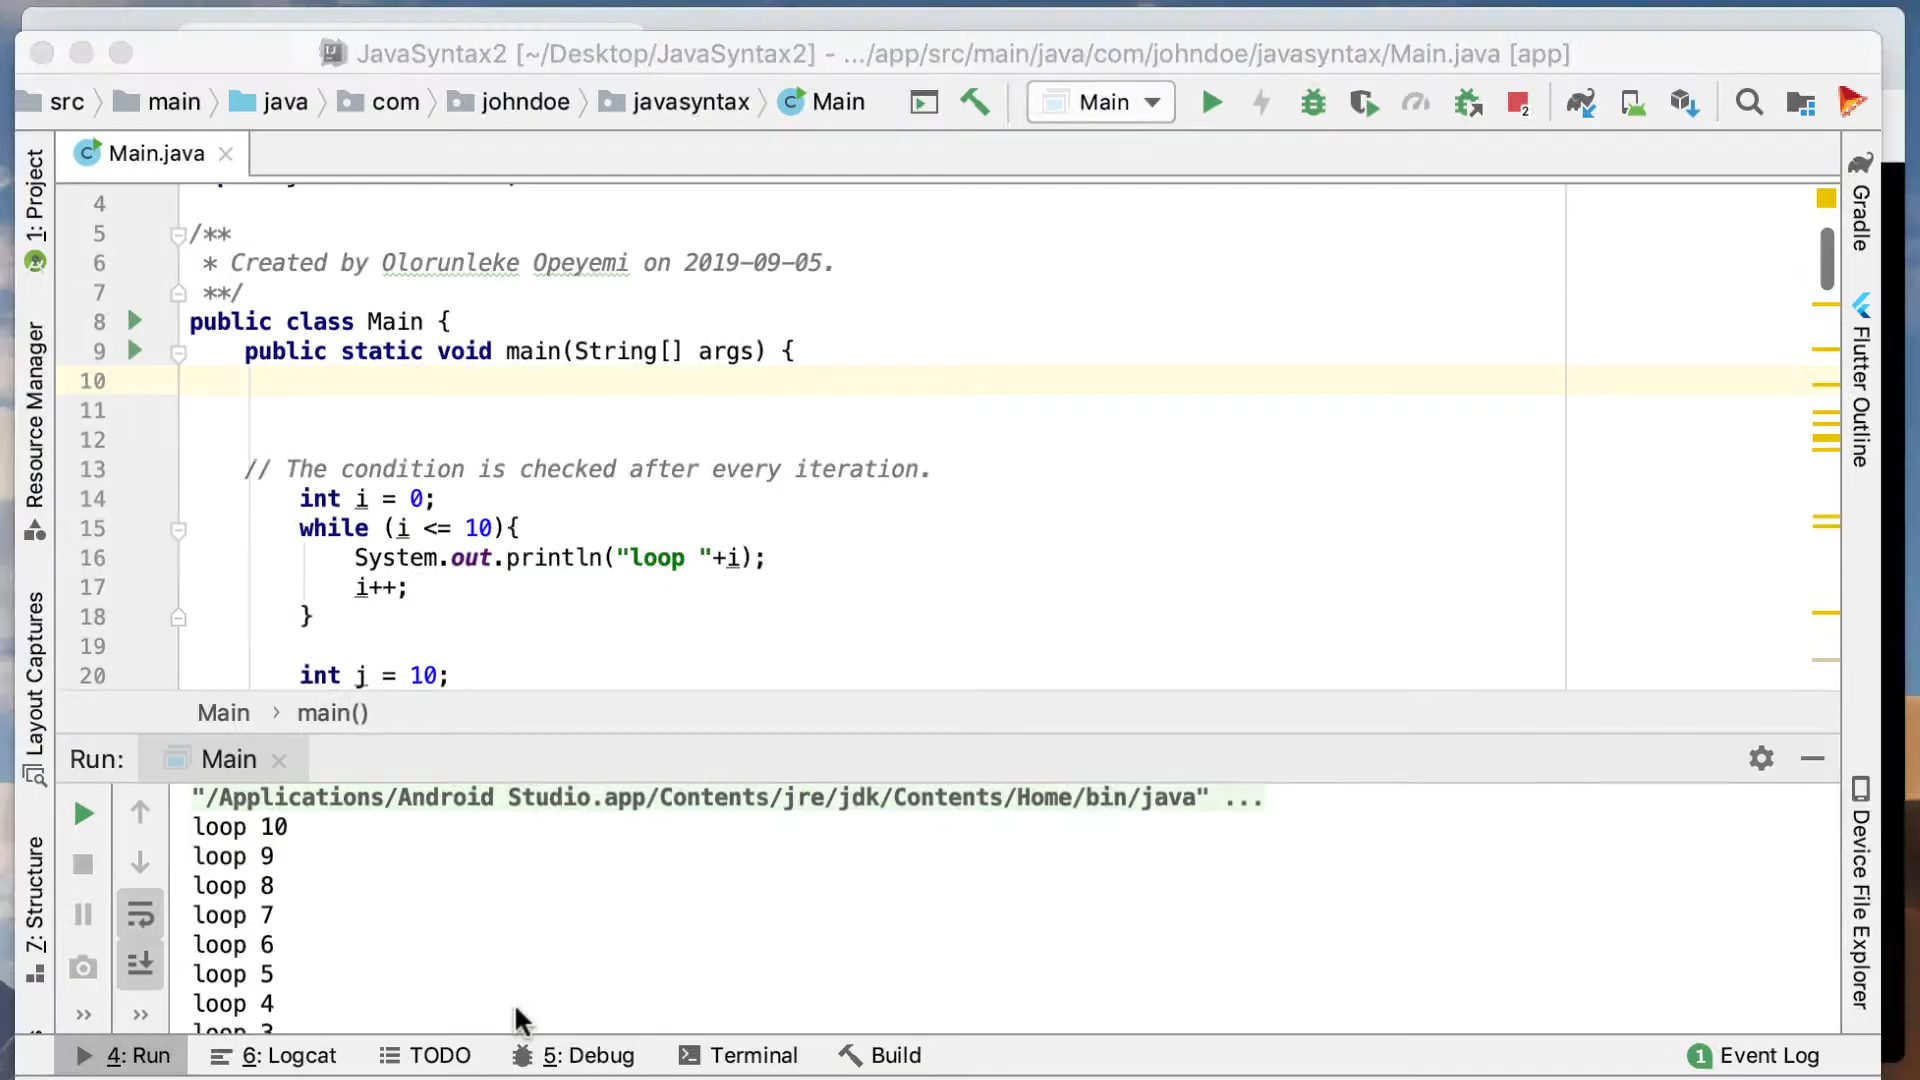 JavaSyntax2 [~/Desktop/JavaSyntax2] - .../app/src/main/java/com/johndoe/javasyntax/Main.java [app]
src main java com johndoe javasyntax C Main Main 2
C Main.java
1: Project
Resource Manager
Layout Captures
7: Structure
4
5 /**
6 * Created by Olorunleke Opeyemi on 2019-09-05.
7 **/
8 public class Main {
9 public static void main(String[] args) {
10
11
12
13 // The condition is checked after every iteration.
14 int i = 0;
15 while (i <= 10){
16 System.out.println("loop "+i);
17 i++;
18 }
19
20 int j = 10;
Main › main()
Gradle
Flutter Outline
Device File Explorer
Run: Main
"/Applications/Android Studio.app/Contents/jre/jdk/Contents/Home/bin/java" ...
loop 10
loop 9
loop 8
loop 7
loop 6
loop 5
loop 4
loop 3
4: Run 6: Logcat TODO 5: Debug Terminal Build 1 Event Log